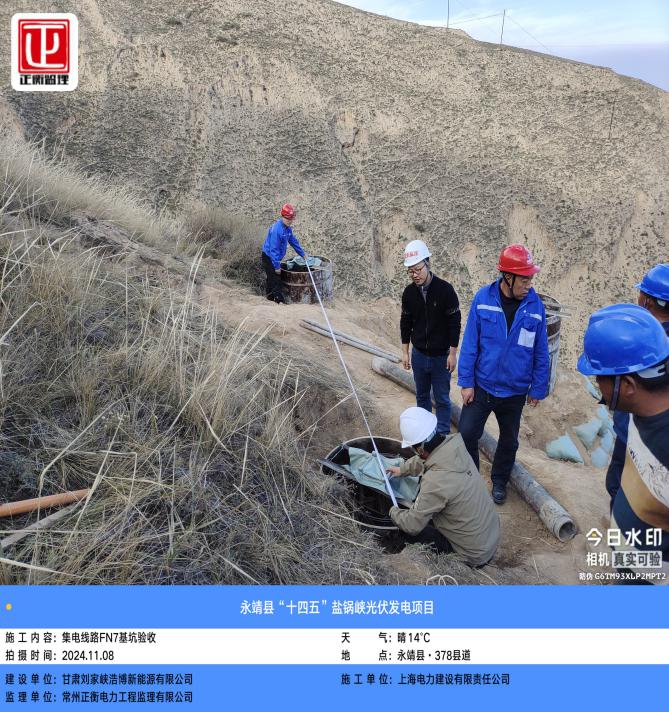 正
正衡监理
今日水印
相机 真实可验
防伪 G6TM93XLP2MPT2
永靖县“十四五”盐锅峡光伏发电项目
施工内容：集电线路FN7基坑验收
天气：晴 14℃
拍摄时间：2024.11.08
地点：永靖县·378县道
建设单位：甘肃刘家峡浩博新能源有限公司
施工单位：上海电力建设有限责任公司
监理单位：常州正衡电力工程监理有限公司